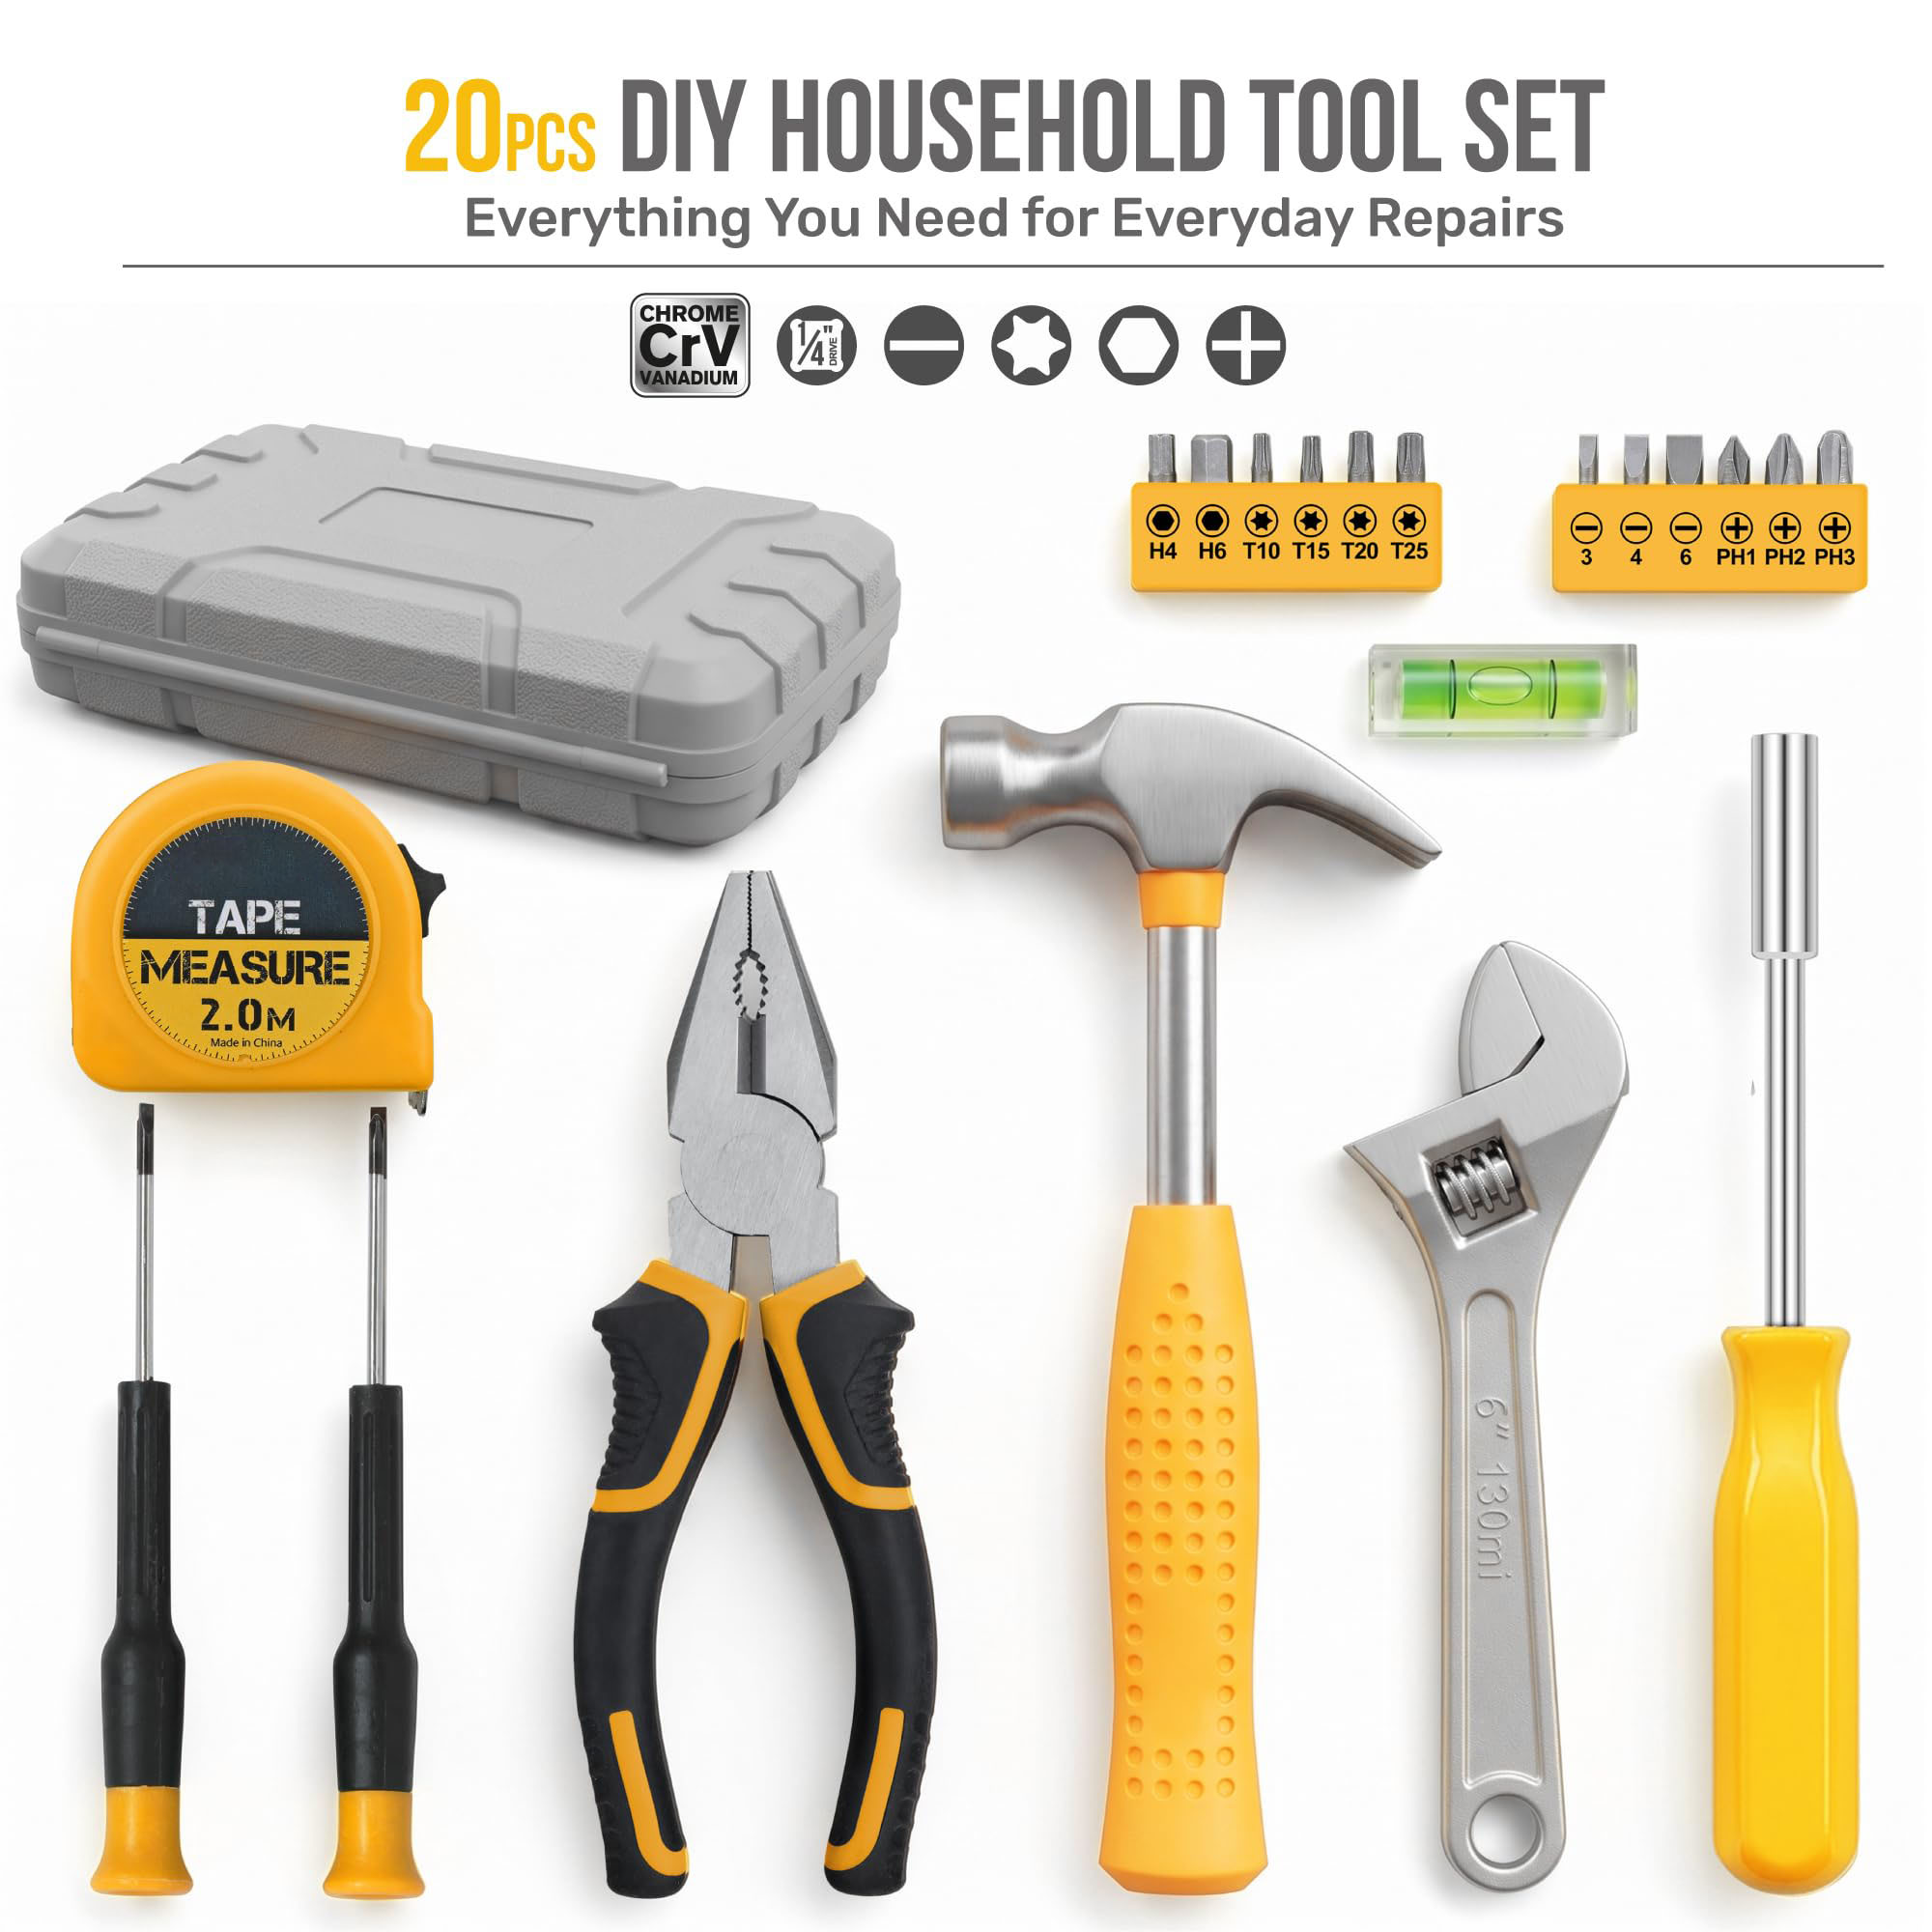 20PCS DIY HOUSEHOLD TOOL SET
Everything You Need for Everyday Repairs
CHROME
CrV
VANADIUM
1/4" DRIVE
H4 H6 T10 T15 T20 T25
3 4 6 PH1 PH2 PH3
TAPE
MEASURE
2.0M
Made in China
6" 130mi